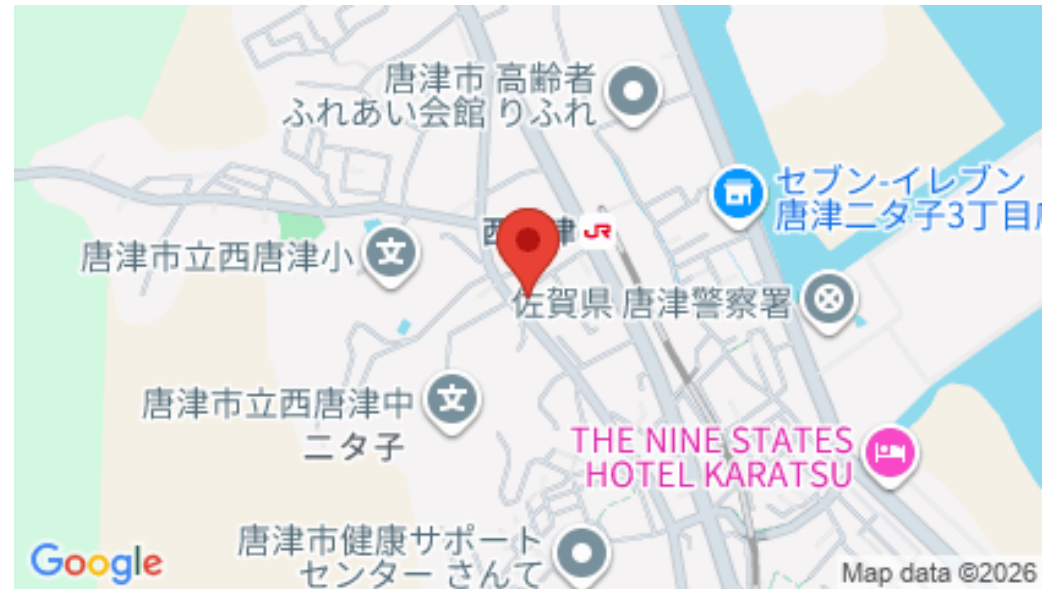 唐津市 高齢者
ふれあい会館 りふれ
セブン-イレブン
唐津二タ子3丁目
西
津
JR
唐津市立西唐津小
佐賀県 唐津警察署
唐津市立西唐津中
二タ子
THE NINE STATES
HOTEL KARATSU
唐津市健康サポート
センター さんて
Google
Map data ©2026